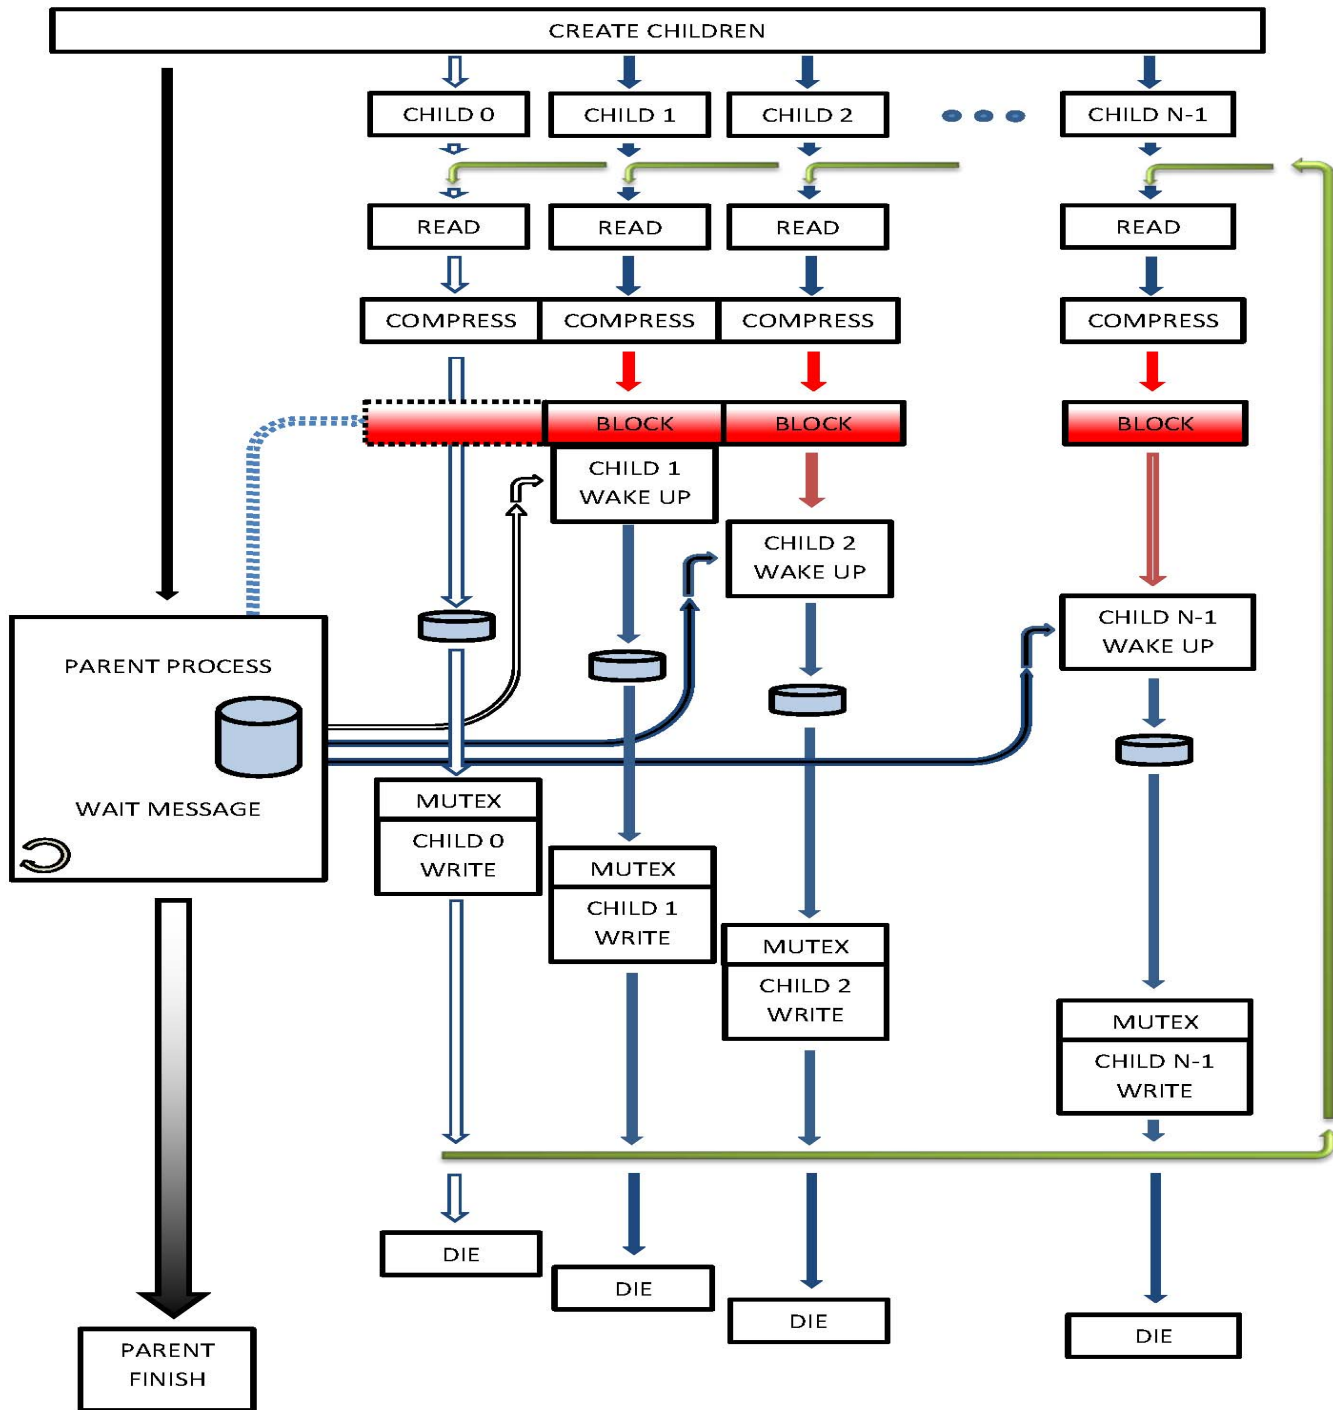 CREATE CHILDREN
CHILD 0
CHILD 1
CHILD 2
CHILD N-1
READ
READ
READ
READ
COMPRESS
COMPRESS
COMPRESS
COMPRESS
BLOCK
BLOCK
BLOCK
CHILD 1
WAKE UP
CHILD 2
WAKE UP
CHILD N-1
WAKE UP
PARENT PROCESS
WAIT MESSAGE
MUTEX
CHILD 0
WRITE
MUTEX
CHILD 1
WRITE
MUTEX
CHILD 2
WRITE
MUTEX
CHILD N-1
WRITE
DIE
DIE
DIE
DIE
PARENT
FINISH